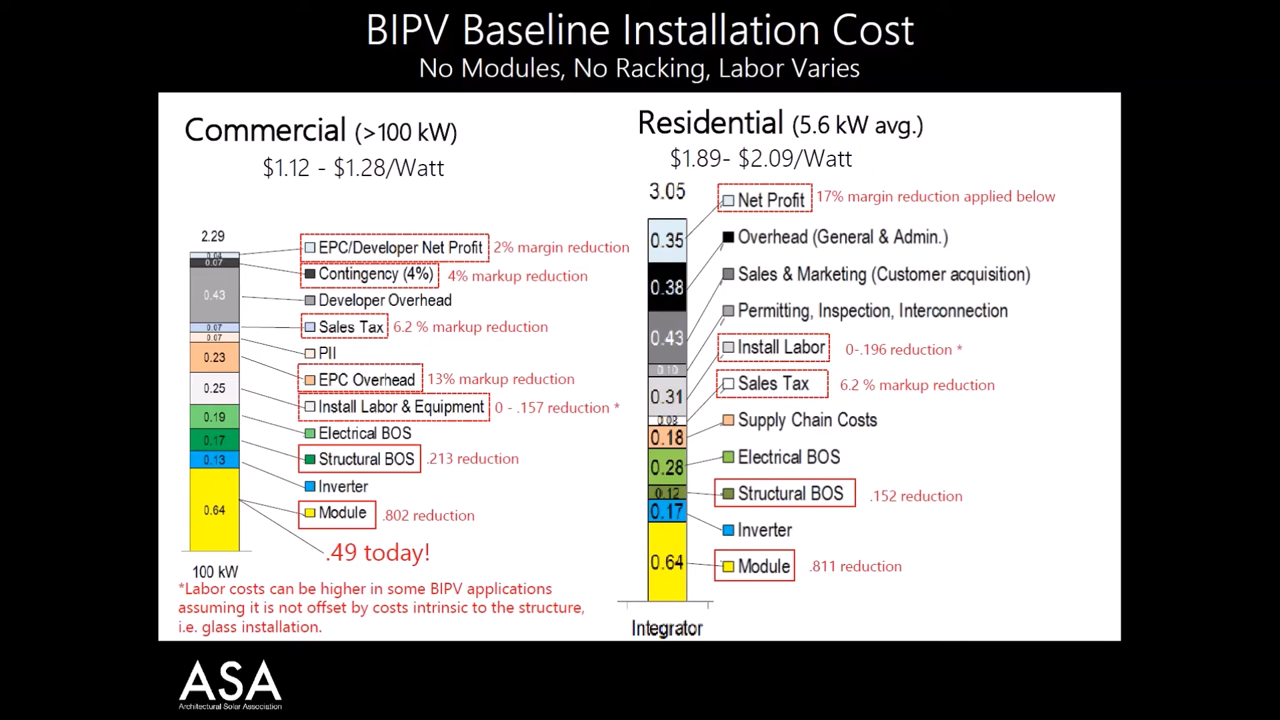 BIPV Baseline Installation Cost
No Modules, No Racking, Labor Varies
Commercial (>100 kW)
$1.12 - $1.28/Watt
2.29
0.04
0.07
0.43
0.07
0.07
0.23
0.25
0.19
0.17
0.13
0.64
100 kW
EPC/Developer Net Profit 2% margin reduction
Contingency (4%) 4% markup reduction
Developer Overhead
Sales Tax 6.2 % markup reduction
PII
EPC Overhead 13% markup reduction
Install Labor & Equipment 0 - .157 reduction *
Electrical BOS
Structural BOS .213 reduction
Inverter
Module .802 reduction
.49 today!
*Labor costs can be higher in some BIPV applications
assuming it is not offset by costs intrinsic to the structure,
i.e. glass installation.
Residential (5.6 kW avg.)
$1.89- $2.09/Watt
3.05
0.35
0.38
0.43
0.10
0.31
0.09
0.18
0.28
0.12
0.17
0.64
Integrator
Net Profit 17% margin reduction applied below
Overhead (General & Admin.)
Sales & Marketing (Customer acquisition)
Permitting, Inspection, Interconnection
Install Labor 0-.196 reduction *
Sales Tax 6.2 % markup reduction
Supply Chain Costs
Electrical BOS
Structural BOS .152 reduction
Inverter
Module .811 reduction
ASA
Architectural Solar Association